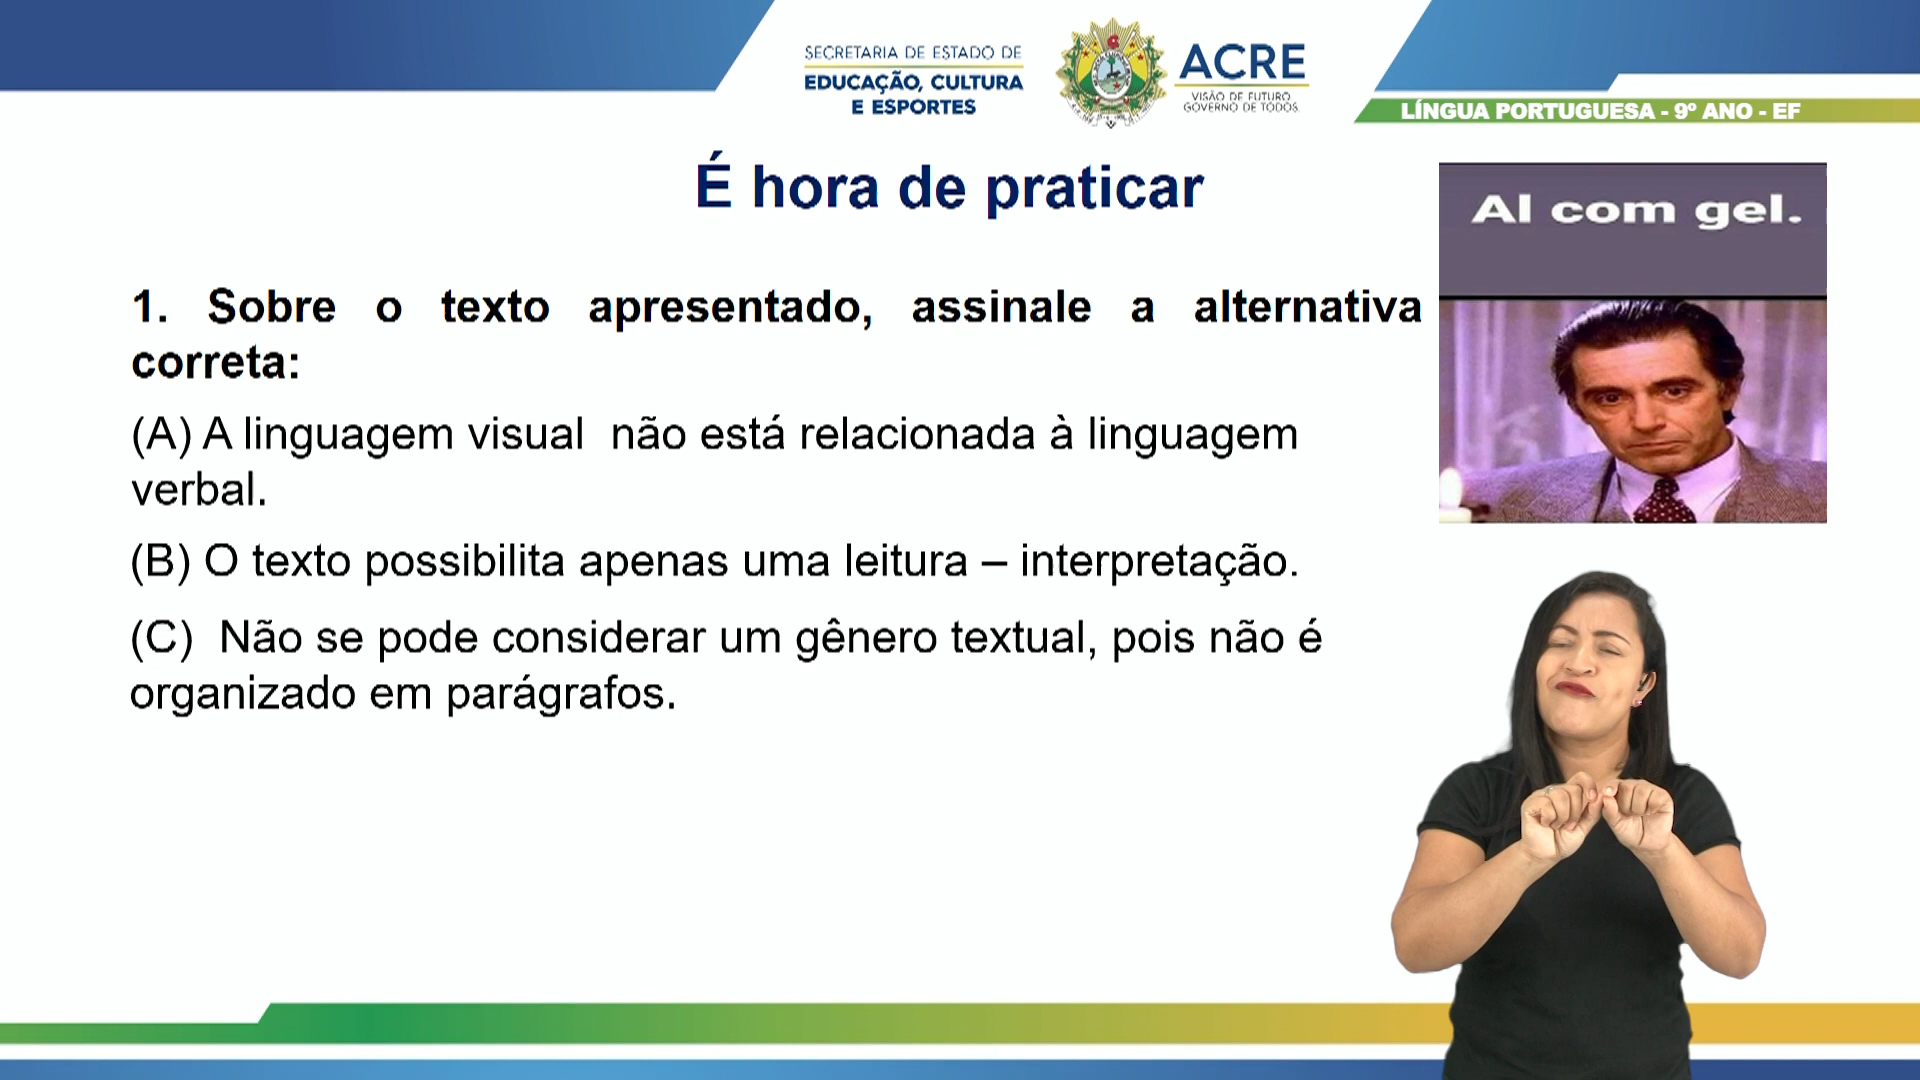 SECRETARIA DE ESTADO DE
EDUCAÇÃO, CULTURA
E ESPORTES
ACRE
VISÃO DE FUTURO
GOVERNO DE TODOS
LÍNGUA PORTUGUESA - 9º ANO - EF
É hora de praticar
Al com gel.
1. Sobre o texto apresentado, assinale a alternativa
correta:
(A) A linguagem visual não está relacionada à linguagem
verbal.
(B) O texto possibilita apenas uma leitura – interpretação.
(C) Não se pode considerar um gênero textual, pois não é
organizado em parágrafos.